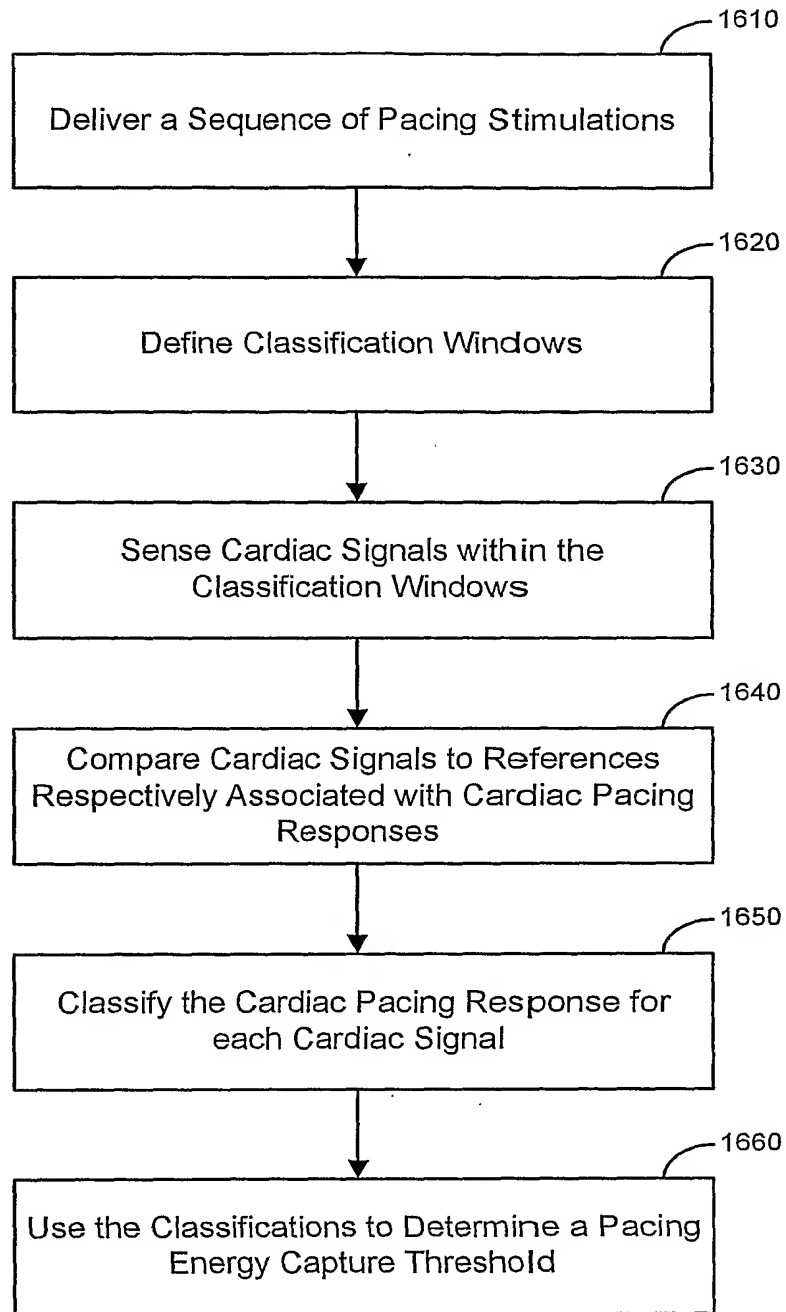 1610
Deliver a Sequence of Pacing Stimulations
1620
Define Classification Windows
1630
Sense Cardiac Signals within the
Classification Windows
1640
Compare Cardiac Signals to References
Respectively Associated with Cardiac Pacing
Responses
1650
Classify the Cardiac Pacing Response for
each Cardiac Signal
1660
Use the Classifications to Determine a Pacing
Energy Capture Threshold